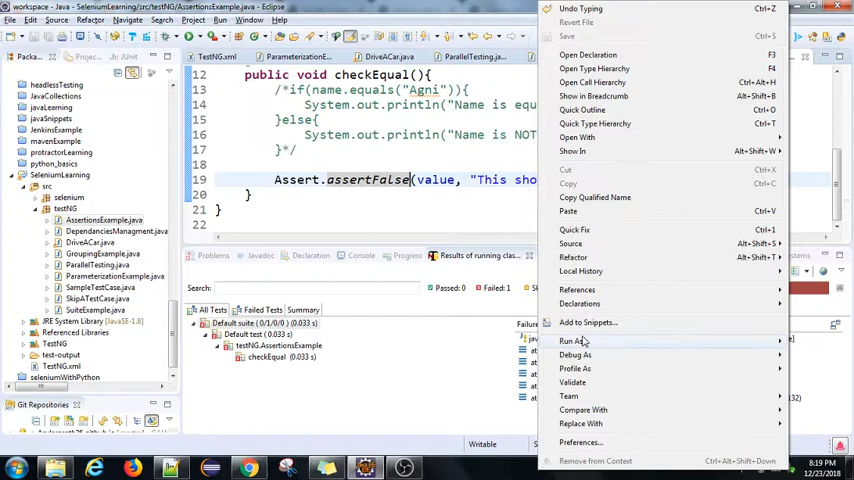 workspace - Java - SeleniumLearning/src/testNG/AssertionsExample.java - Eclipse
File Edit Source Refactor Navigate Search Project Run Window Help
Packa...
Projec...
headlessTesting
JavaCollections
javaLearning
javaSnippets
JenkinsExample
mavenExample
protractorLearning
python_basics
SeleniumLearning
src
selenium
testNG
AssertionsExample.java
DependanciesManagment.java
DriveACar.java
GroupingExample.java
ParallelTesting.java
ParameterizationExample.java
SampleTestCase.java
SkipATestCase.java
SuiteExample.java
JRE System Library [JavaSE-1.8]
Referenced Libraries
TestNG
test-output
TestNG.xml
seleniumWithPython
Git Repositories
TestNG.xml
ParameterizationE...
DriveACar.java
ParallelTesting.ja...
12 public void checkEqual(){
13 /*if(name.equals("Agni")){
14 System.out.println("Name is equ
15 }else{
16 System.out.println("Name is NOT
17 }*/
18
19 Assert.assertFalse(value, "This sho
20 }
21 }
22
Problems
Javadoc
Declaration
Console
Progress
Results of running clas...
Search:
Passed: 0
Failed: 1
All Tests
Failed Tests
Summary
Default suite ( 0/1/0/0 ) (0.033 s)
Default test ( 0.033 s)
testNG.AssertionsExample
checkEqual (0.033 s)
Failure
Writable
Smart
Undo Typing Ctrl+Z
Revert File
Save Ctrl+S
Open Declaration F3
Open Type Hierarchy F4
Open Call Hierarchy Ctrl+Alt+H
Show in Breadcrumb Alt+Shift+B
Quick Outline Ctrl+O
Quick Type Hierarchy Ctrl+T
Open With
Show In Alt+Shift+W
Cut Ctrl+X
Copy Ctrl+C
Copy Qualified Name
Paste Ctrl+V
Quick Fix Ctrl+1
Source Alt+Shift+S
Refactor Alt+Shift+T
Local History
References
Declarations
Add to Snippets...
Run As
Debug As
Profile As
Validate
Team
Compare With
Replace With
Preferences...
Remove from Context Ctrl+Alt+Shift+Down
8:19 PM
12/23/2018